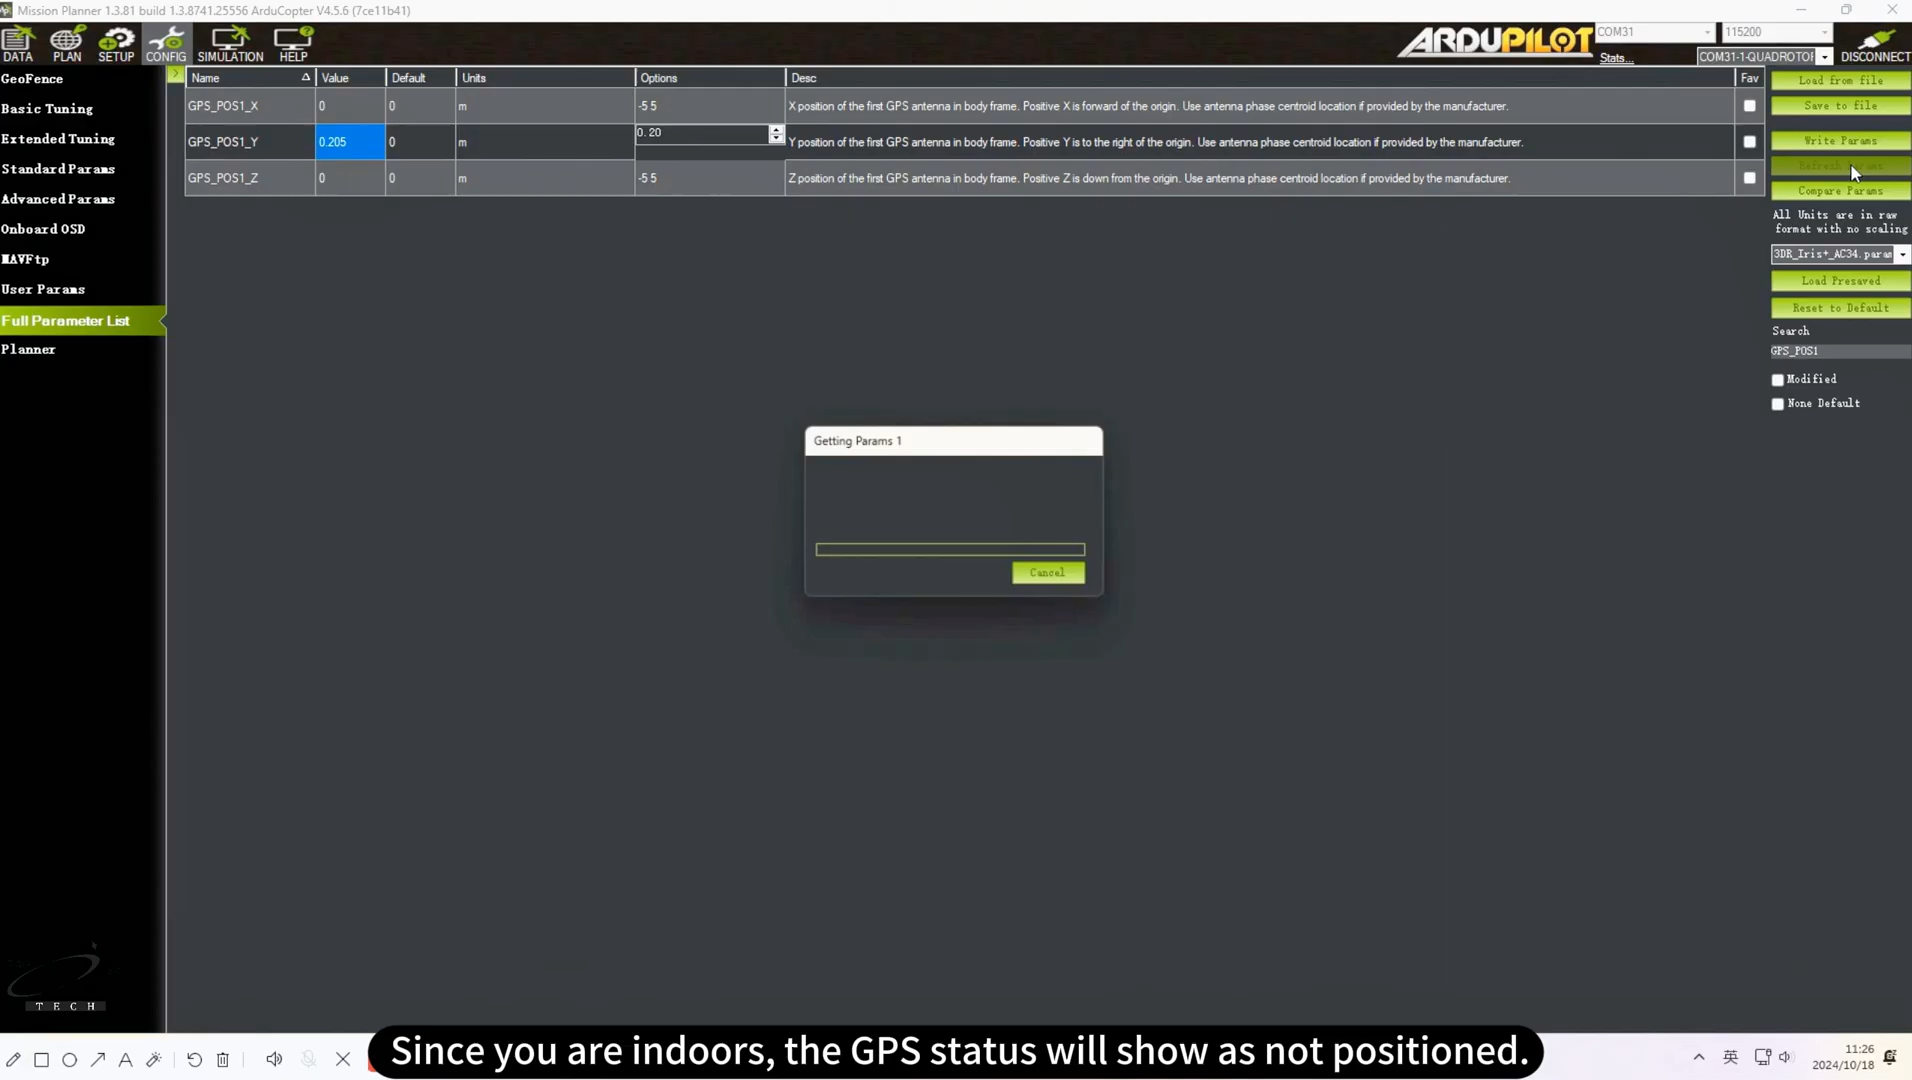 Mission Planner 1.3.81 build 1.3.8741.25556 ArduCopter V4.5.6 (7ce11b41)
DATA PLAN SETUP CONFIG SIMULATION HELP
ARDUPILOT
COM31 115200
Stats... COM31-1-QUADROTOR DISCONNECT
GeoFence
Basic Tuning
Extended Tuning
Standard Params
Advanced Params
Onboard OSD
MAVFtp
User Params
Full Parameter List
Planner
Name Value Default Units Options Desc Fav
GPS_POS1_X 0 0 m -5 5 X position of the first GPS antenna in body frame. Positive X is forward of the origin. Use antenna phase centroid location if provided by the manufacturer.
GPS_POS1_Y 0.205 0 m 0.20 Y position of the first GPS antenna in body frame. Positive Y is to the right of the origin. Use antenna phase centroid location if provided by the manufacturer.
GPS_POS1_Z 0 0 m -5 5 Z position of the first GPS antenna in body frame. Positive Z is down from the origin. Use antenna phase centroid location if provided by the manufacturer.
Load from file
Save to file
Write Params
Refresh Params
Compare Params
All Units are in raw
format with no scaling
3DR_Iris+_AC34.param
Load Presaved
Reset to Default
Search
GPS_POS1
Modified
None Default
Getting Params 1
Cancel
TECH
Since you are indoors, the GPS status will show as not positioned.
英
11:26
2024/10/18